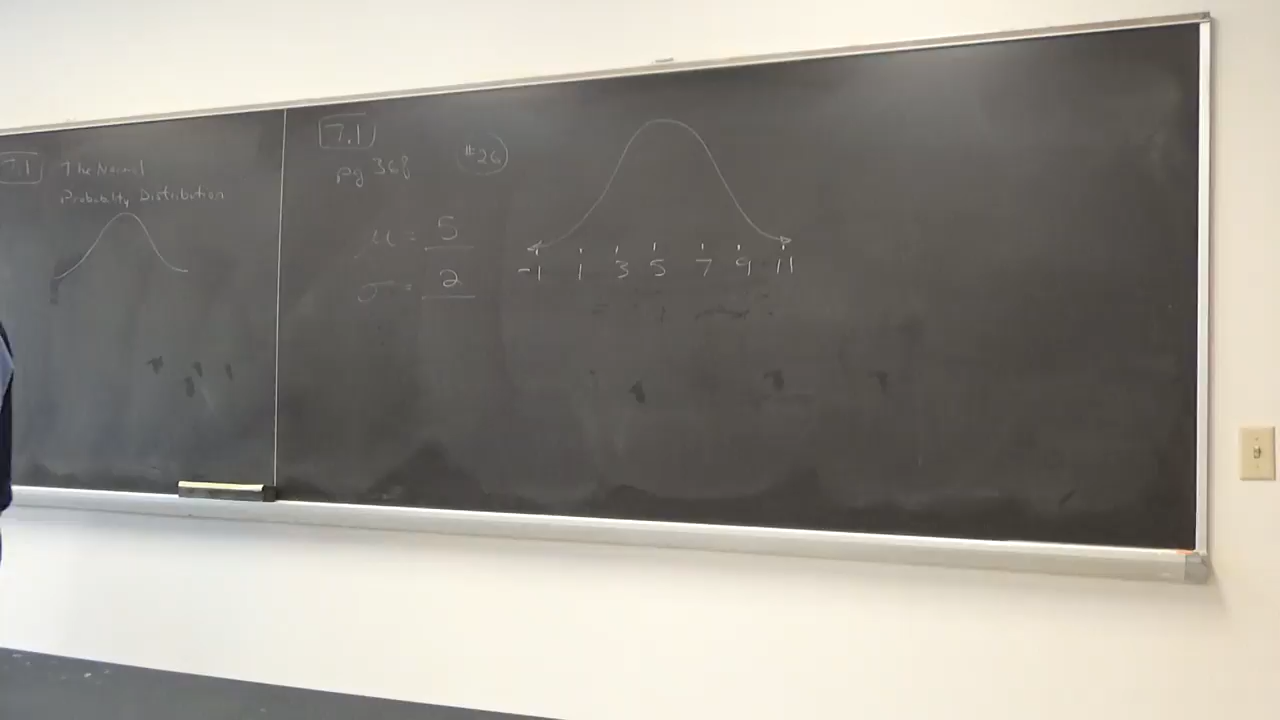 7.1 The Normal
Probability Distribution
7.1
pg 368 #26
μ = 5
σ = 2
-1 1 3 5 7 9 11